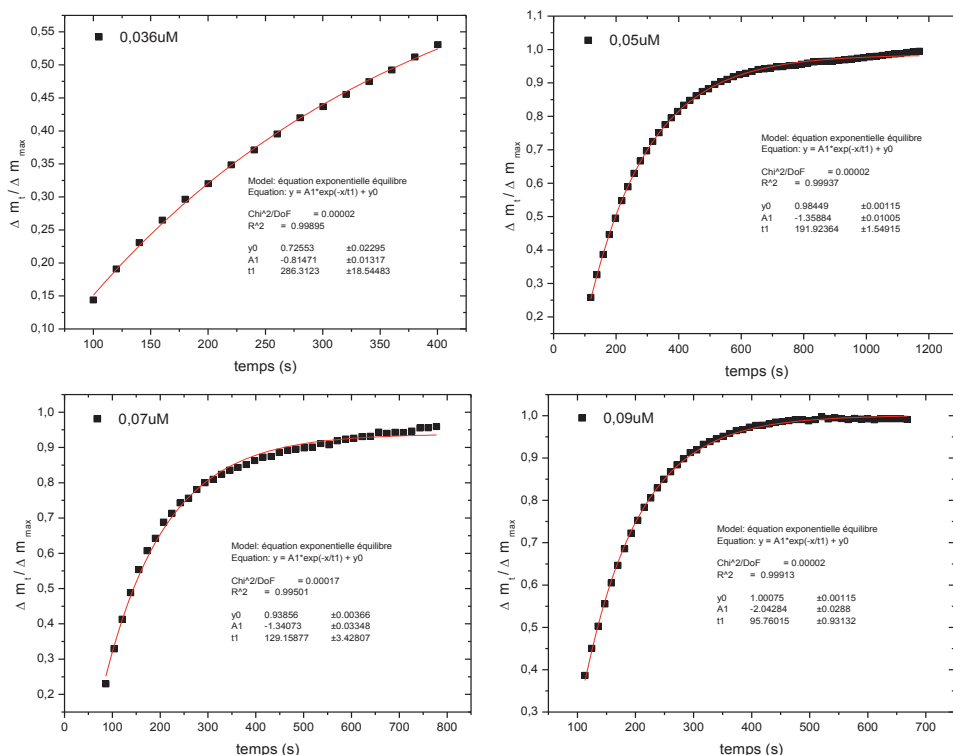 0,036uM
0,55
0,50
0,45
0,40
0,35
0,30
0,25
0,20
0,15
0,10
Δ m_t / Δ m_max
Model: équation exponentielle équilibre
Equation: y = A1*exp(-x/t1) + y0
Chi^2/DoF = 0.00002
R^2 = 0.99895
y0 0.72553 ±0.02295
A1 -0.81471 ±0.01317
t1 286.3123 ±18.54483
100 150 200 250 300 350 400
temps (s)
0,05uM
1,0
0,9
0,8
0,7
0,6
0,5
0,4
0,3
0,2
Δ m_t / Δ m_max
Model: équation exponentielle équilibre
Equation: y = A1*exp(-x/t1) + y0
Chi^2/DoF = 0.00002
R^2 = 0.99937
y0 0.98449 ±0.00115
A1 -1.35884 ±0.01005
t1 191.92364 ±1.54915
0 200 400 600 800 1000 1200
temps (s)
0,07uM
1,0
0,9
0,8
0,7
0,6
0,5
0,4
0,3
0,2
Δ m_t / Δ m_max
Model: équation exponentielle équilibre
Equation: y = A1*exp(-x/t1) + y0
Chi^2/DoF = 0.00017
R^2 = 0.99501
y0 0.93856 ±0.00366
A1 -1.34073 ±0.03348
t1 129.15877 ±3.42807
0 100 200 300 400 500 600 700 800
temps (s)
0,09uM
1,0
0,9
0,8
0,7
0,6
0,5
0,4
0,3
Δ m_t / Δ m_max
Model: équation exponentielle équilibre
Equation: y = A1*exp(-x/t1) + y0
Chi^2/DoF = 0.00002
R^2 = 0.99913
y0 1.00075 ±0.00115
A1 -2.04284 ±0.0288
t1 95.76015 ±0.93132
100 200 300 400 500 600 700
temps (s)